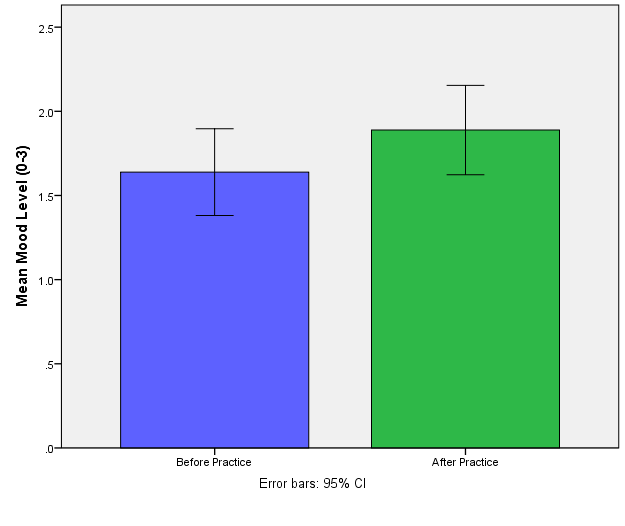 Mean Mood Level (0-3)
2.5
2.0
1.5
1.0
.5
.0
Before Practice
After Practice
Error bars: 95% CI